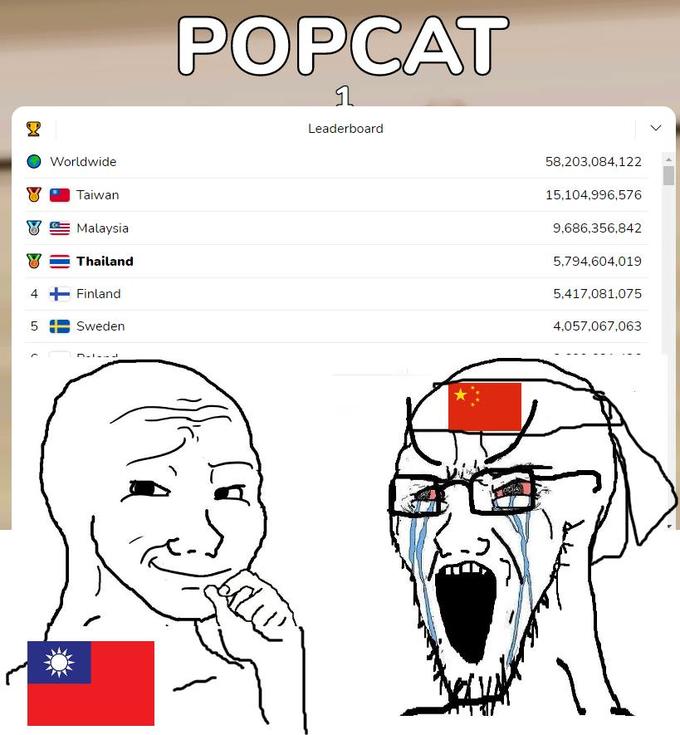 POPCAT
1
Leaderboard
Worldwide 58,203,084,122
Taiwan 15,104,996,576
Malaysia 9,686,356,842
Thailand 5,794,604,019
4 Finland 5,417,081,075
5 Sweden 4,057,067,063